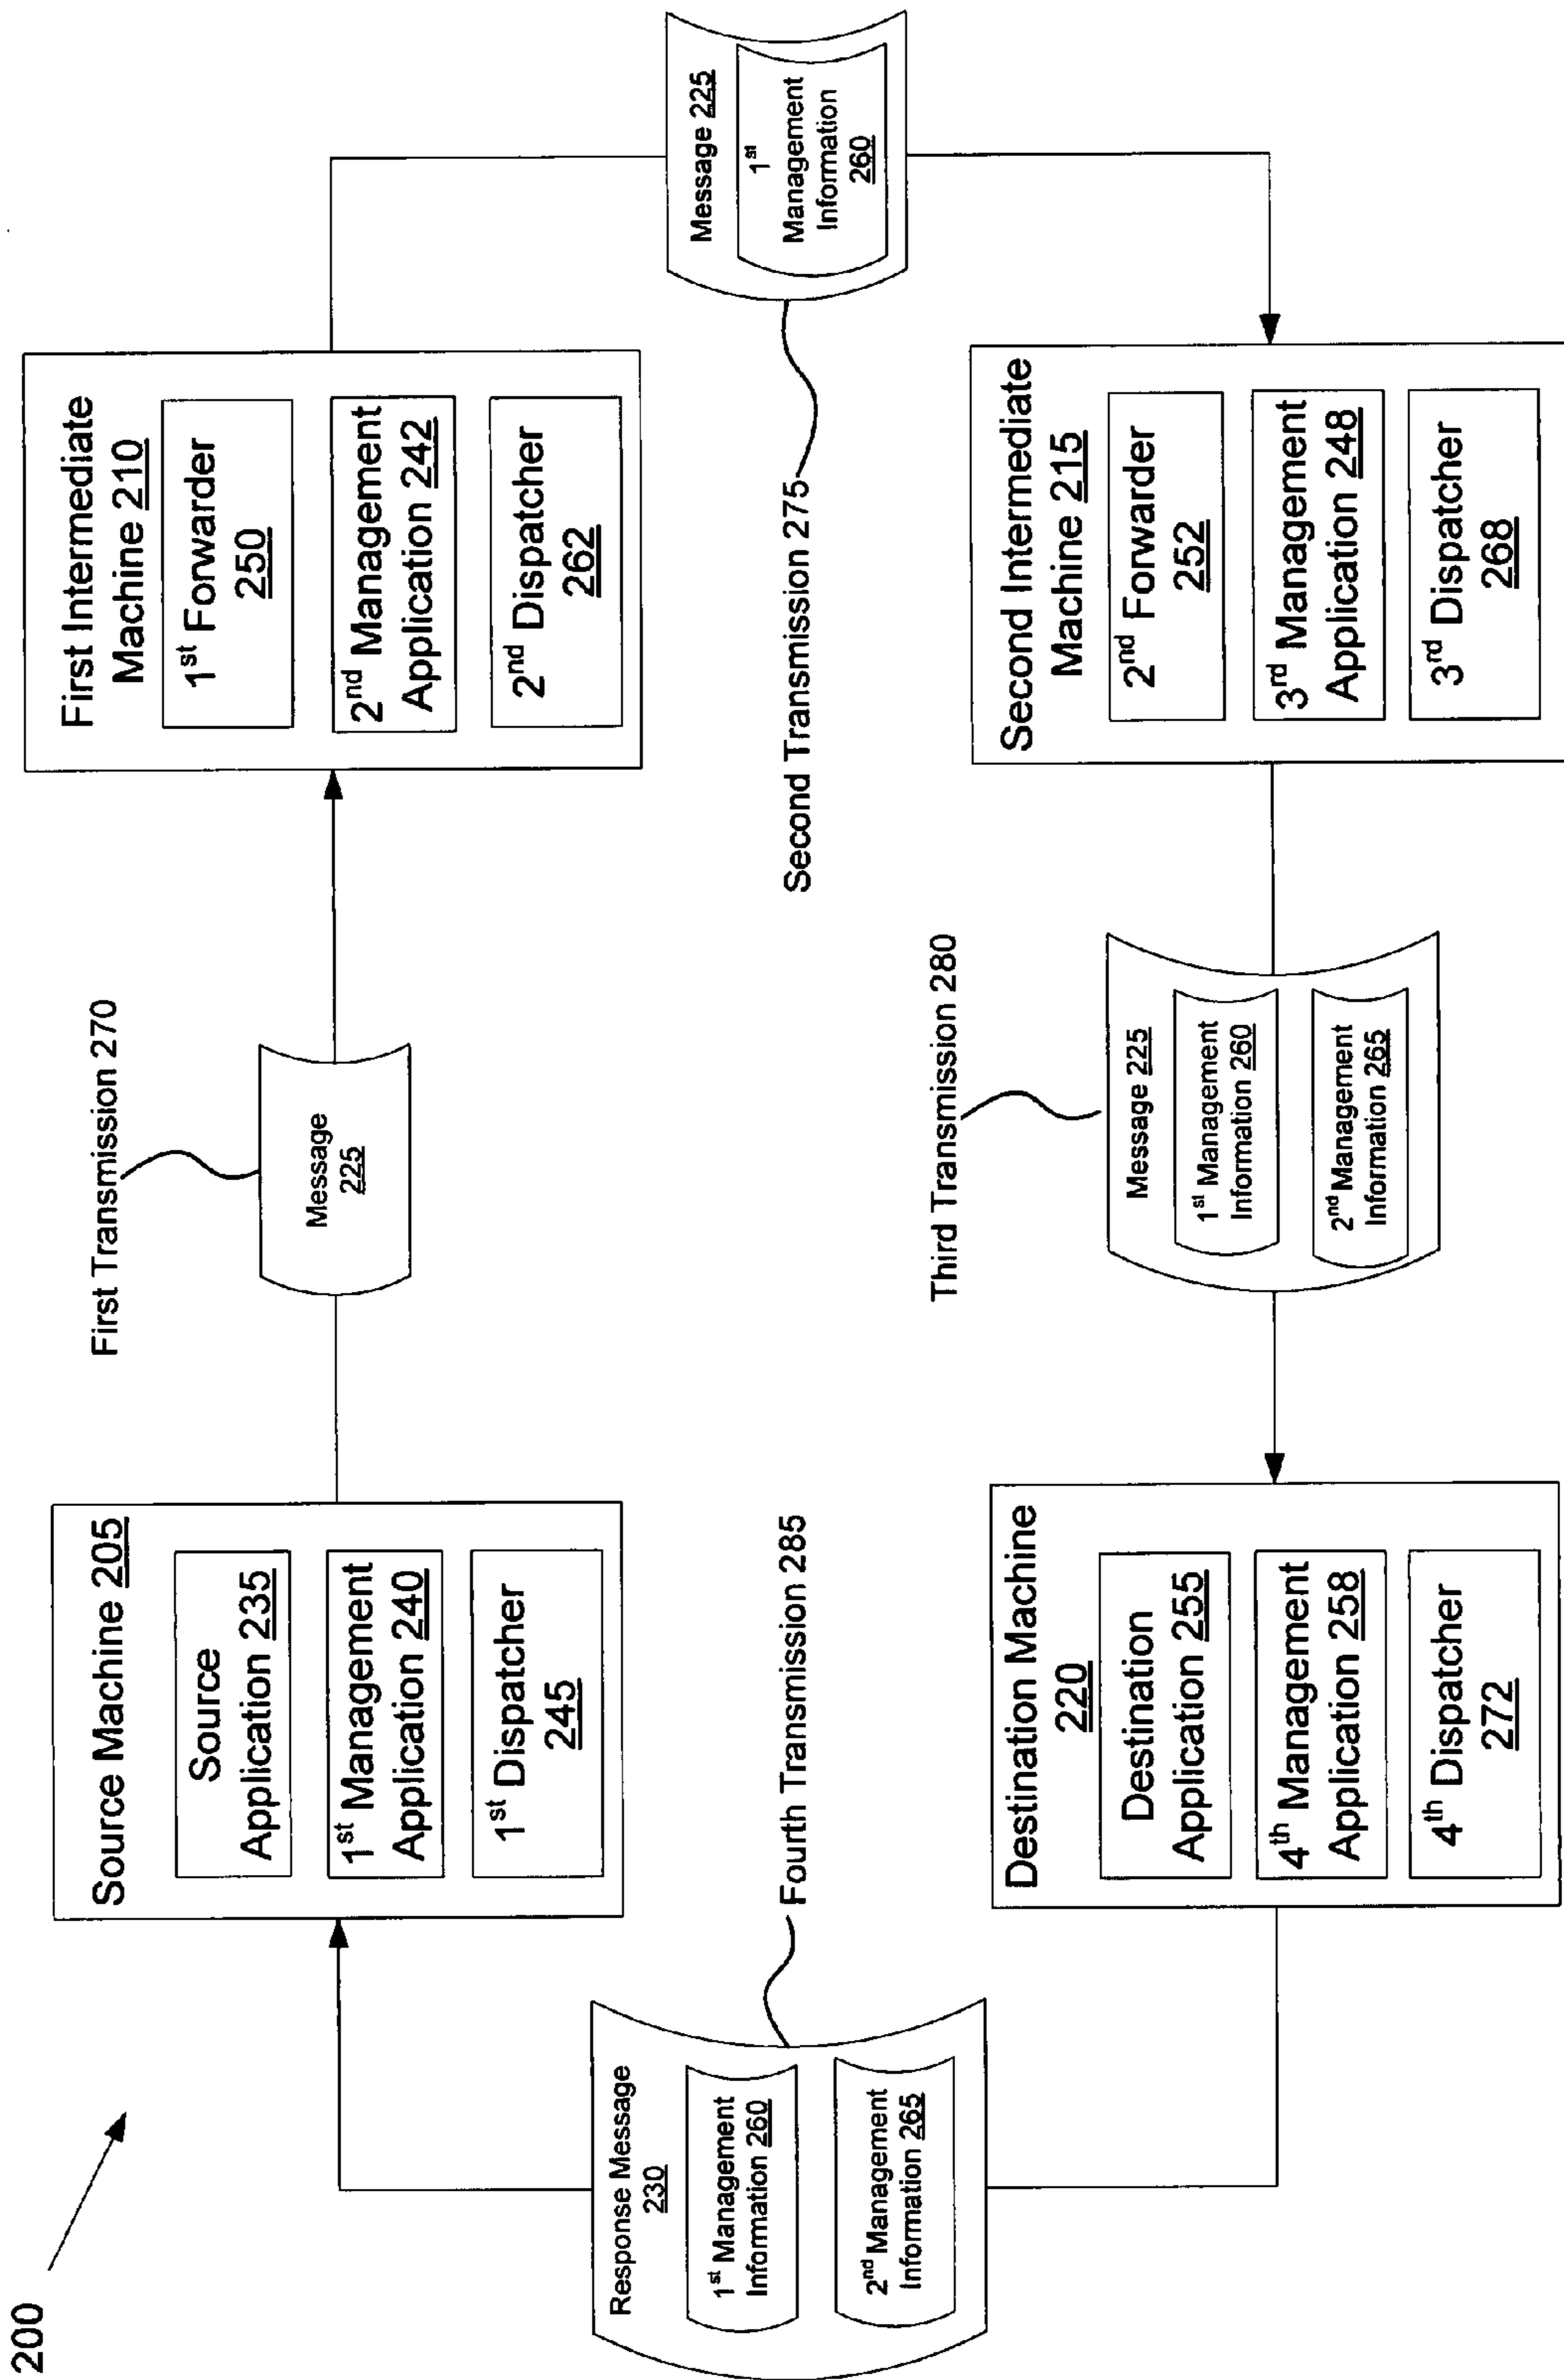 200
Source Machine 205
Source
Application 235
1st Management
Application 240
1st Dispatcher
245
First Transmission 270
Message
225
First Intermediate
Machine 210
1st Forwarder
250
2nd Management
Application 242
2nd Dispatcher
262
Message 225
1st
Management
Information
260
Second Transmission 275
Second Intermediate
Machine 215
2nd Forwarder
252
3rd Management
Application 248
3rd Dispatcher
268
Third Transmission 280
Message 225
1st Management
Information 260
2nd Management
Information 265
Destination Machine
220
Destination
Application 255
4th Management
Application 258
4th Dispatcher
272
Fourth Transmission 285
Response Message
230
1st Management
Information 260
2nd Management
Information 265